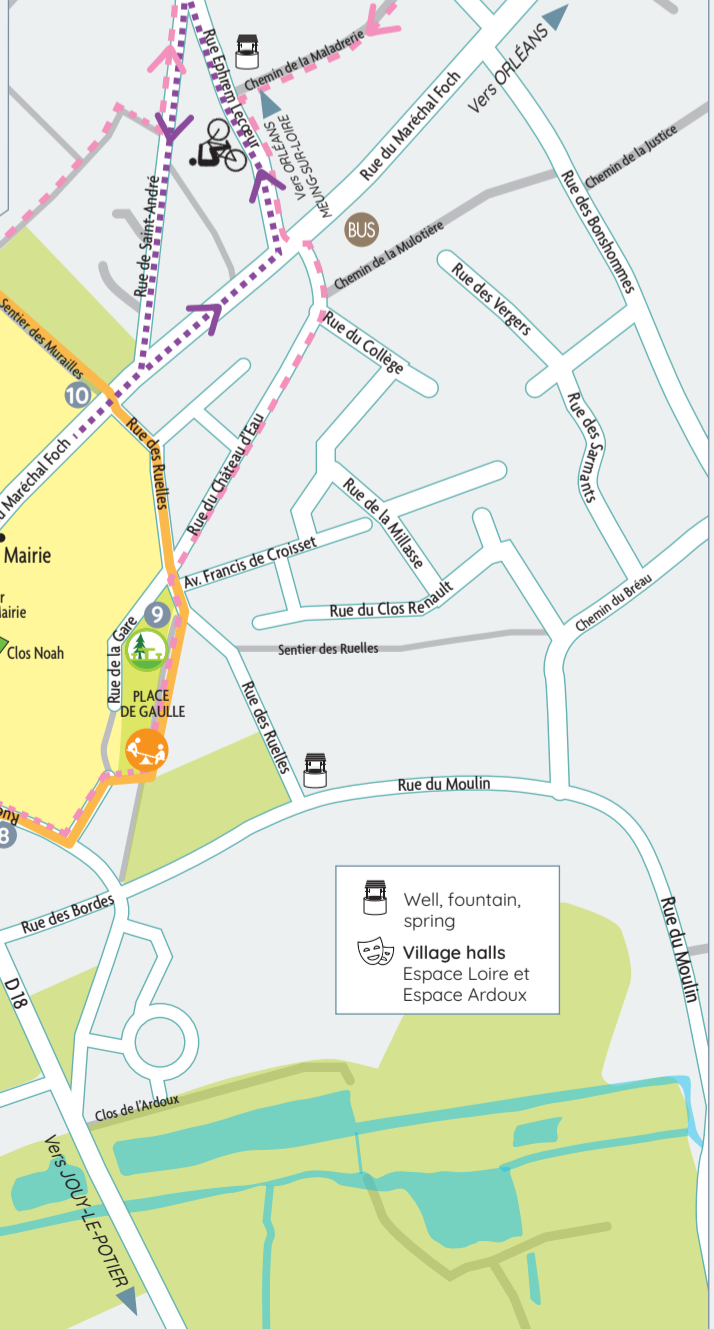 Rue Ephrem Lecœur
Chemin de la Maladrerie
Vers ORLÉANS
Vers ORLÉANS
MEUNG-SUR-LOIRE
Rue du Maréchal Foch
Chemin de la Justice
Rue de Saint-André
BUS
Rue des Bonshommes
Chemin de la Mulotière
Rue des Vergers
Sentier des Murailles
Rue du Collège
10
Rue des Ruelles
Rue du Château d'Eau
Rue des Sarmants
Maréchal Foch
Mairie
Rue de la Millasse
Av. Francis de Croisset
Rue du Clos Renault
Chemin du Bréau
9
Clos Noah
Rue de la Gare
Sentier des Ruelles
PLACE
DE GAULLE
Rue des Ruelles
Rue du Moulin
Rue
8
Rue des Bordes
Well, fountain,
spring
Village halls
Espace Loire et
Espace Ardoux
Rue du Moulin
D 18
Clos de l'Ardoux
Vers JOUY-LE-POTIER